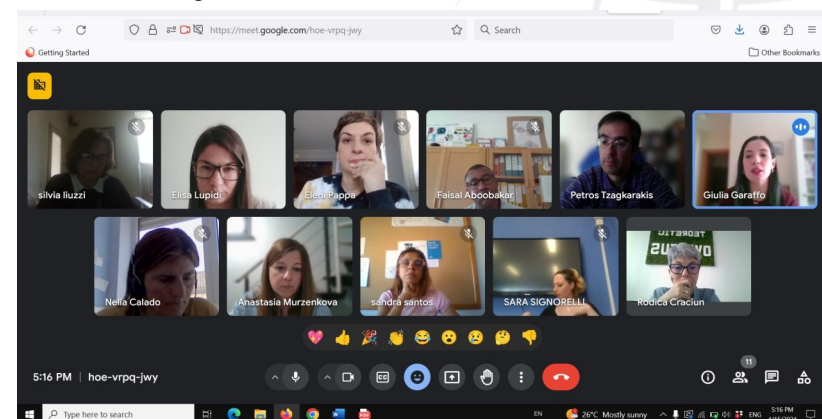 https://meet.google.com/hoe-vrpq-jwy
Search
Getting Started
Other Bookmarks
silvia liuzzi
Elisa Lupidi
Eleni Pappa
Faisal Aboobakar
Petros Tzagkarakis
Giulia Garaffo
Nelia Calado
Anastasia Murzenkova
sandra santos
SARA SIGNORELLI
Rodica Craciun
11
5:16 PM | hoe-vrpq-jwy
CC
Type here to search
EN
26°C Mostly sunny
ENG
5:16 PM